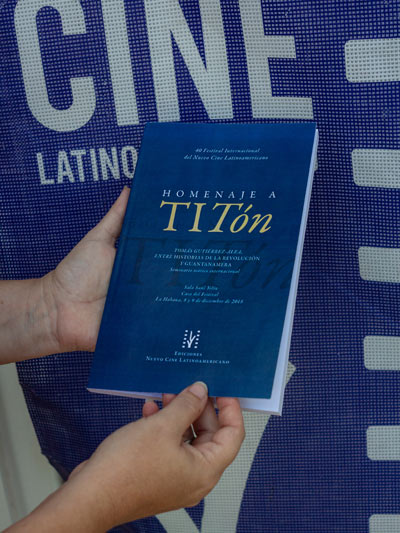 CINE
LATINO
40 Festival Internacional
del Nuevo Cine Latinoamericano
HOMENAJE A
TITón
TOMÁS GUTIÉRREZ ALEA
ENTRE HISTORIAS DE LA REVOLUCIÓN
Y GUANTANAMERA
Seminario teórico internacional
Sala Saúl Yelín
Casa del Festival
La Habana, 8 y 9 de diciembre de 2018
EDICIONES
NUEVO CINE LATINOAMERICANO